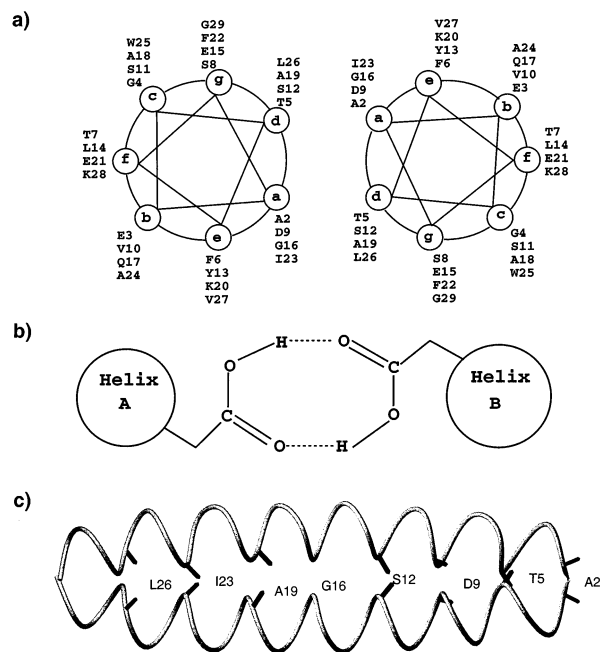 a)
G29
F22
E15
S8
W25
A18
S11
G4
L26
A19
S12
T5
g
c
d
T7
L14
E21
K28
f
b
a
e
E3
V10
Q17
A24
F6
Y13
K20
V27
A2
D9
G16
I23
V27
K20
Y13
F6
I23
G16
D9
A2
A24
Q17
V10
E3
e
b
a
f
T7
L14
E21
K28
d
c
g
T5
S12
A19
L26
S8
E15
F22
G29
G4
S11
A18
W25
b)
H O
O C
Helix
A
Helix
B
C O
O H
c)
L26 I23 A19 G16 S12 D9 T5 A2